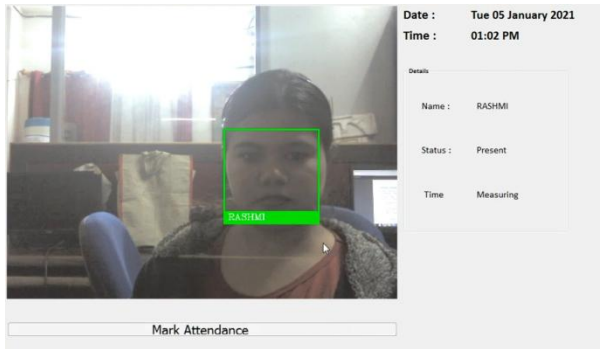 Date : Tue 05 January 2021
Time : 01:02 PM
Details
Name : RASHMI
Status : Present
Time Measuring
RASHMI
Mark Attendance